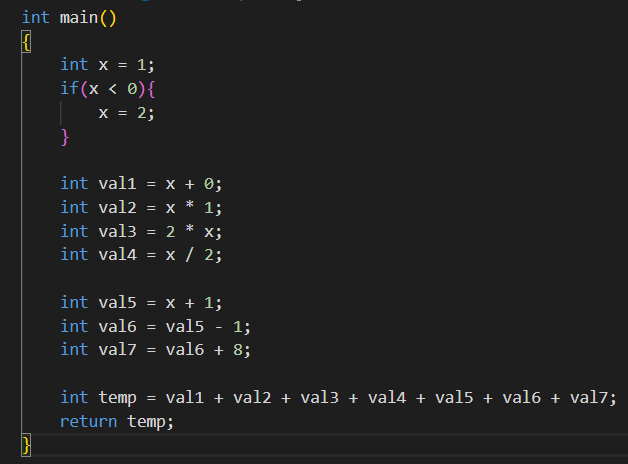 int main()
{
    int x = 1;
    if(x < 0){
        x = 2;
    }

    int val1 = x + 0;
    int val2 = x * 1;
    int val3 = 2 * x;
    int val4 = x / 2;

    int val5 = x + 1;
    int val6 = val5 - 1;
    int val7 = val6 + 8;

    int temp = val1 + val2 + val3 + val4 + val5 + val6 + val7;
    return temp;
}